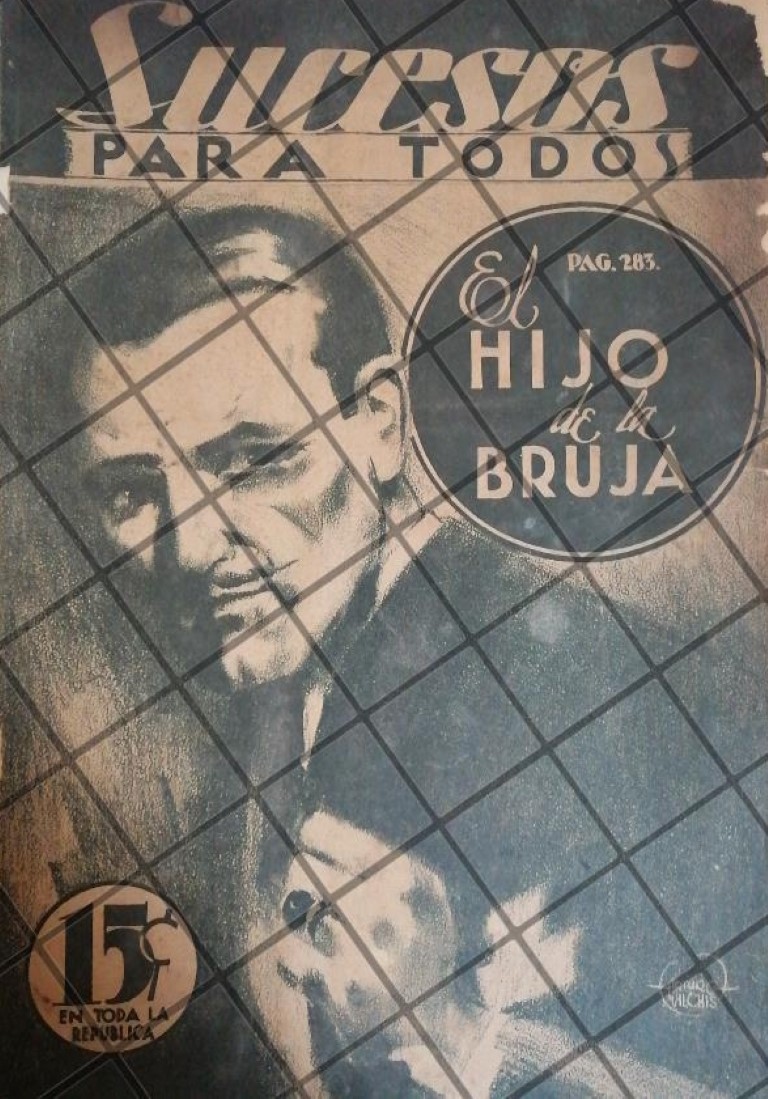 Sucesos
PARA TODOS
El PAG. 283.
HIJO
de la
BRUJA
15¢
EN TODA LA
REPUBLICA